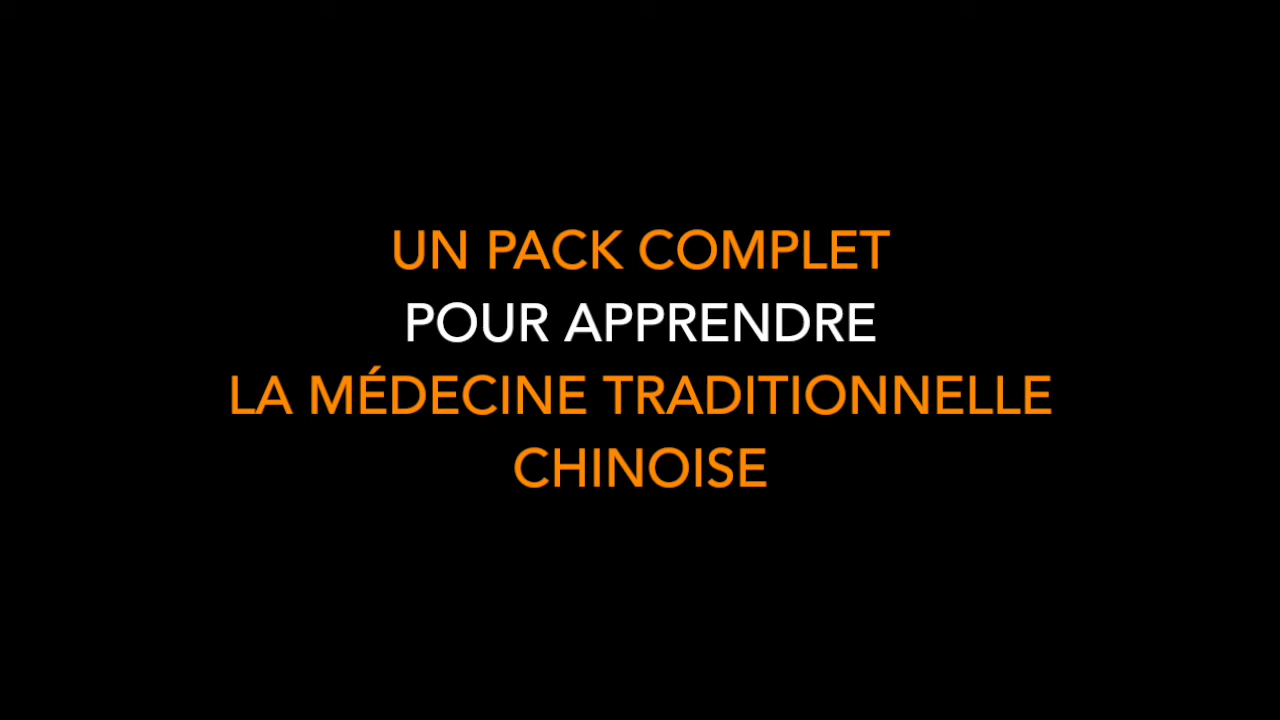 UN PACK COMPLET
POUR APPRENDRE
LA MÉDECINE TRADITIONNELLE
CHINOISE